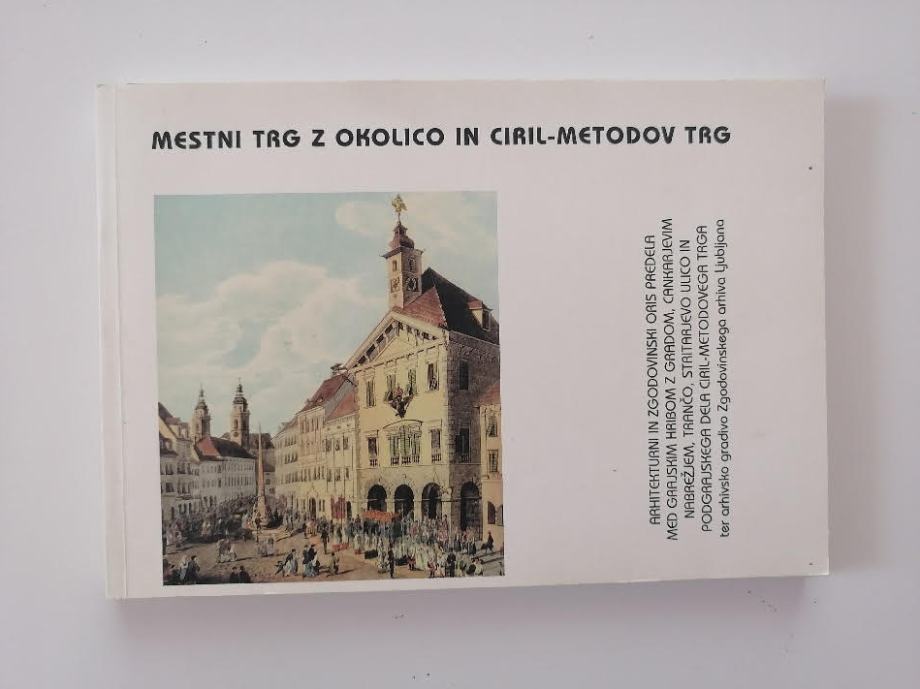 MESTNI TRG Z OKOLICO IN CIRIL-METODOV TRG
ARHITEKTURNI IN ZGODOVINSKI ORIS PREDELA
MED GRAJSKIM HRIBOM Z GRADOM, CANKARJEVIM
NABREŽJEM, TRANČO, STRITARJEVO ULICO IN
PODGRAJSKEGA DELA CIRIL-METODOVEGA TRGA
ter arhivsko gradivo Zgodovinskega arhiva Ljubljana